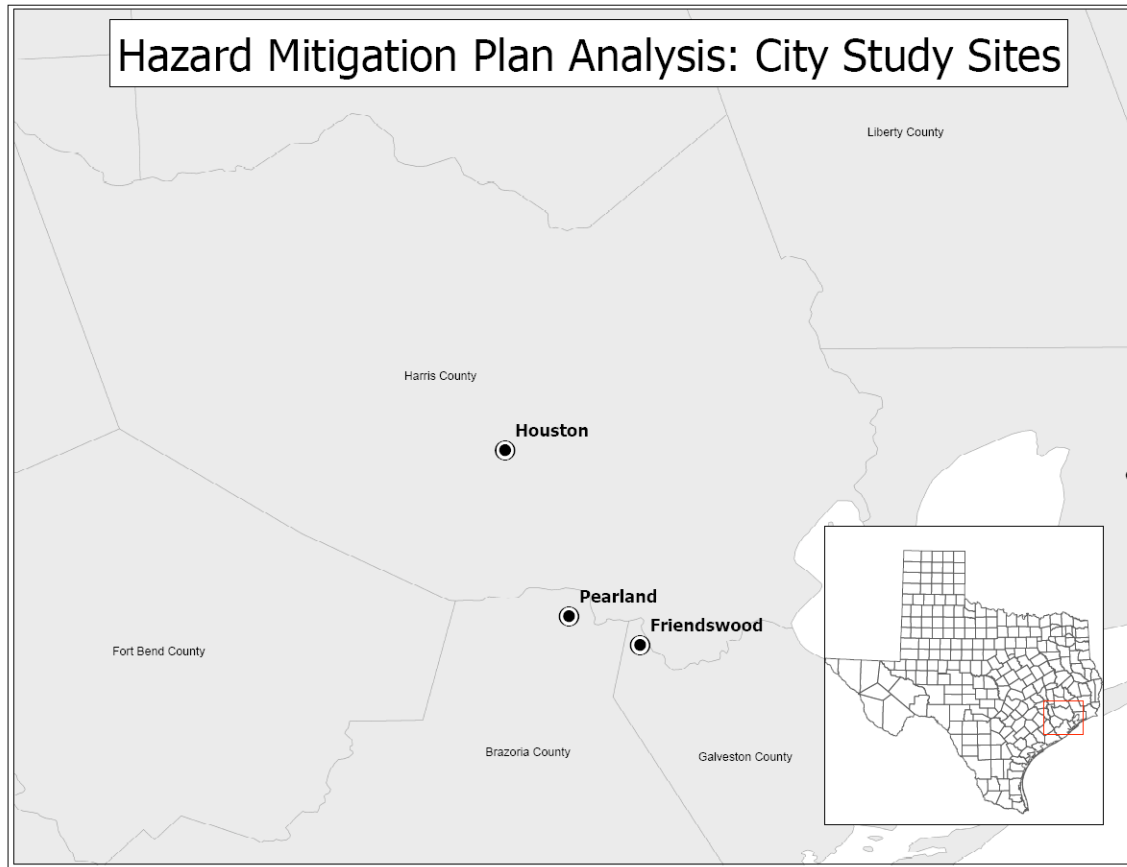 Hazard Mitigation Plan Analysis: City Study Sites
Liberty County
Harris County
Houston
Pearland
Friendswood
Fort Bend County
Brazoria County
Galveston County